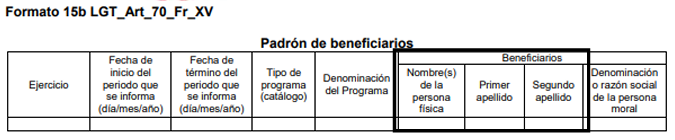 Formato 15b LGT_Art_70_Fr_XV
Padrón de beneficiarios
Ejercicio
Fecha de
inicio del
periodo que
se informa
(día/mes/año)
Fecha de
término del
periodo que
se informa
(día/mes/año)
Tipo de
programa
(catálogo)
Denominación
del Programa
Beneficiarios
Nombre(s)
de la
persona
física
Primer
apellido
Segundo
apellido
Denominación
o razón social
de la persona
moral